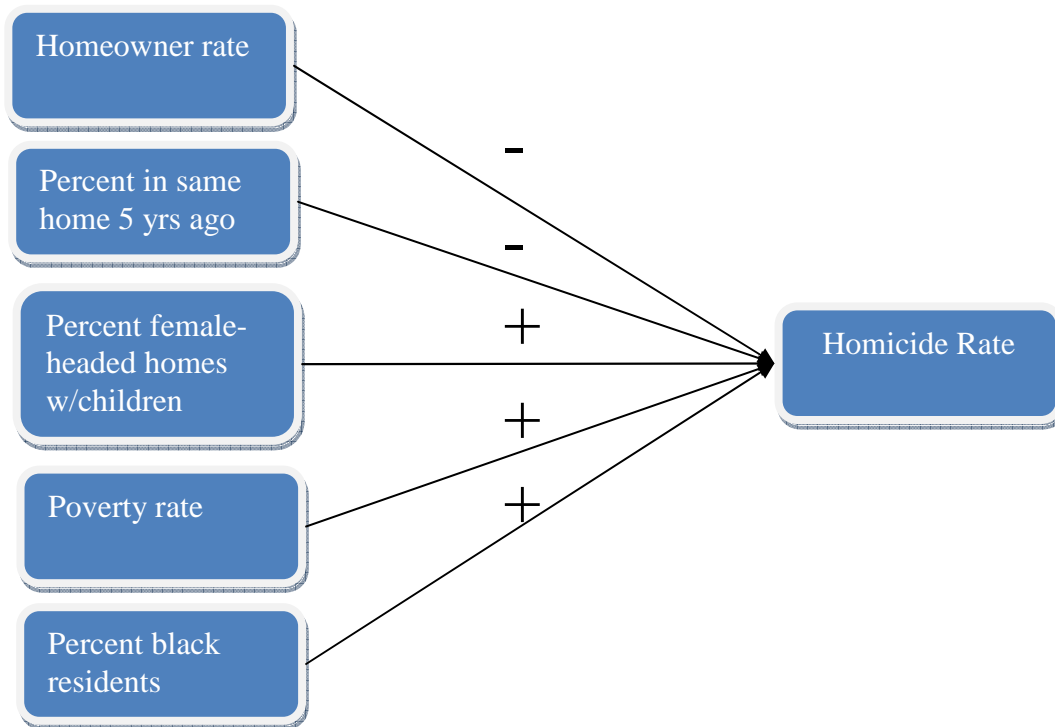 Homeowner rate
-
Percent in same
home 5 yrs ago
-
Percent female-
headed homes
w/children
+
Homicide Rate
Poverty rate
+
+
Percent black
residents